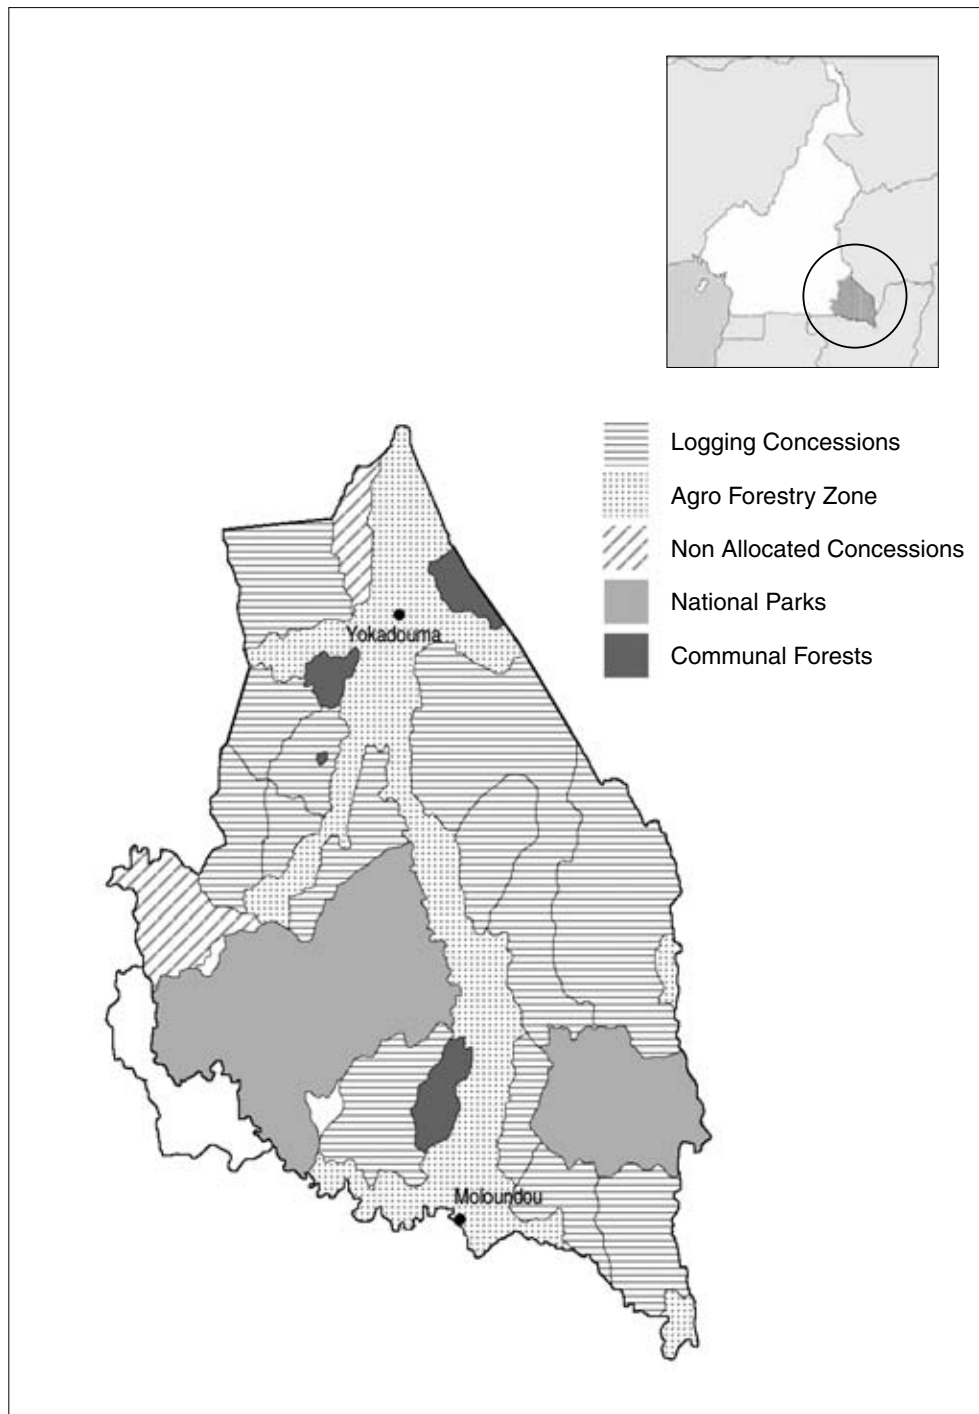 Logging Concessions
Agro Forestry Zone
Non Allocated Concessions
National Parks
Communal Forests
Yokadouma
Moloundou